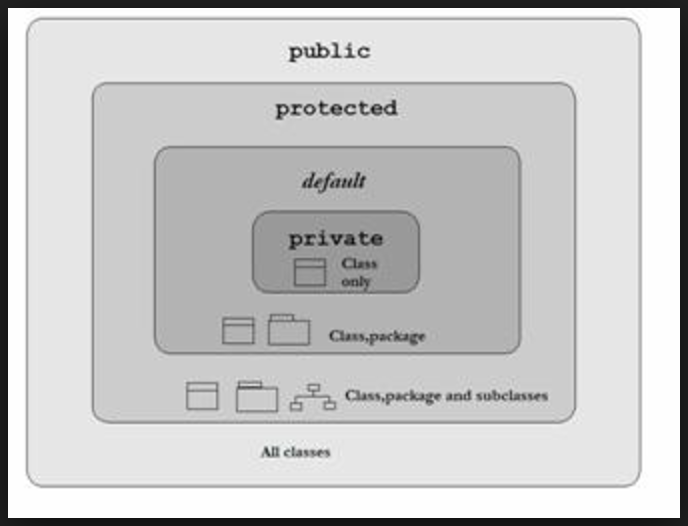 public
protected
default
private
Class
only
Class,package
Class,package and subclasses
All classes